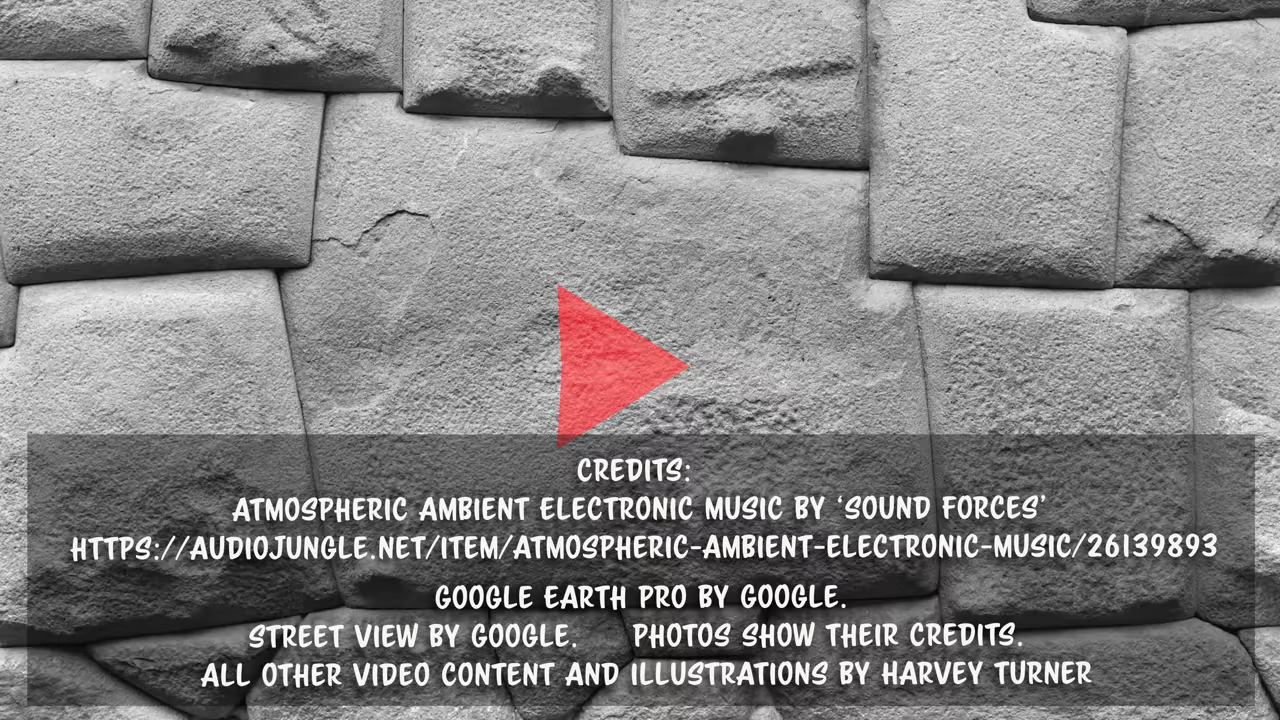 CREDITS:
ATMOSPHERIC AMBIENT ELECTRONIC MUSIC BY ‘SOUND FORCES’
HTTPS://AUDIOJUNGLE.NET/ITEM/ATMOSPHERIC-AMBIENT-ELECTRONIC-MUSIC/26139893
GOOGLE EARTH PRO BY GOOGLE.
STREET VIEW BY GOOGLE. PHOTOS SHOW THEIR CREDITS.
ALL OTHER VIDEO CONTENT AND ILLUSTRATIONS BY HARVEY TURNER